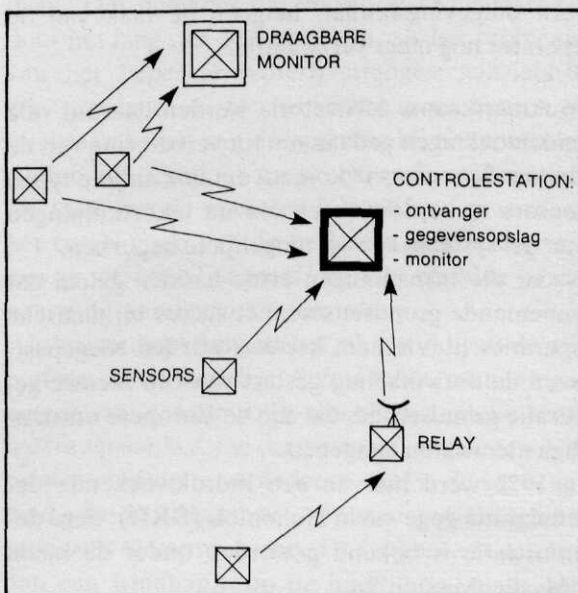 DRAAGBARE
MONITOR
CONTROLESTATION:
- ontvanger
- gegevensopslag
- monitor
SENSORS
RELAY